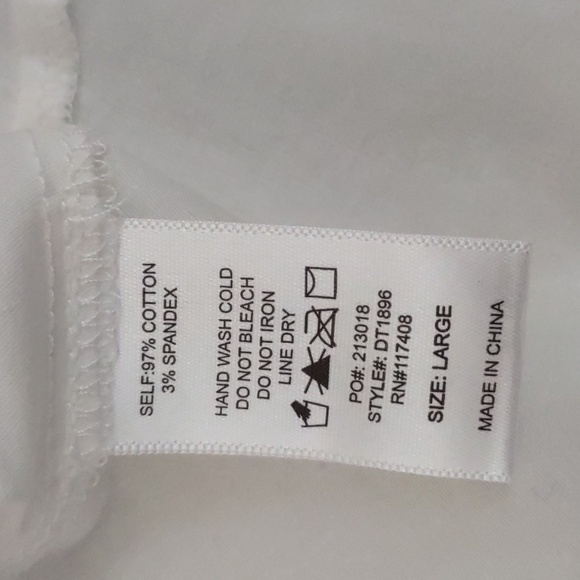 SELF:97% COTTON
3% SPANDEX
HAND WASH COLD
DO NOT BLEACH
DO NOT IRON
LINE DRY
PO#: 213018
STYLE#: DT1896
RN#117408
SIZE: LARGE
MADE IN CHINA